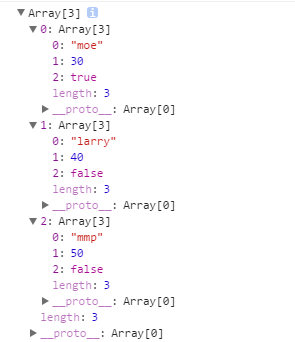 ▼Array[3] i
▼0: Array[3]
0: "moe"
1: 30
2: true
length: 3
▶__proto__: Array[0]
▼1: Array[3]
0: "larry"
1: 40
2: false
length: 3
▶__proto__: Array[0]
▼2: Array[3]
0: "mmp"
1: 50
2: false
length: 3
▶__proto__: Array[0]
length: 3
▶__proto__: Array[0]